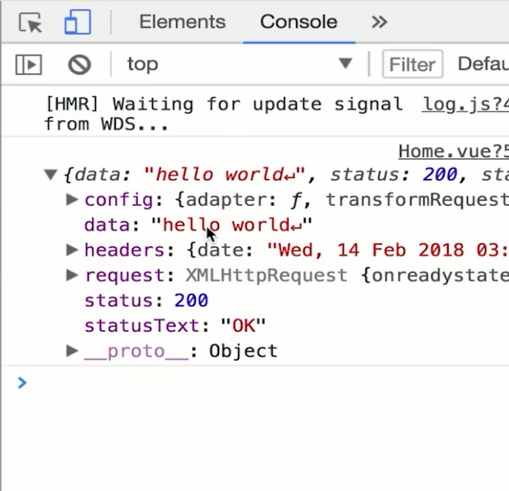 Elements Console »
top Filter Defau
[HMR] Waiting for update signal log.js?4
from WDS...
Home.vue?5
▼{data: "hello world↵", status: 200, sta
▶config: {adapter: ƒ, transformRequest
data: "hello world↵"
▶headers: {date: "Wed, 14 Feb 2018 03:
▶request: XMLHttpRequest {onreadystate
status: 200
statusText: "OK"
▶__proto__: Object
>